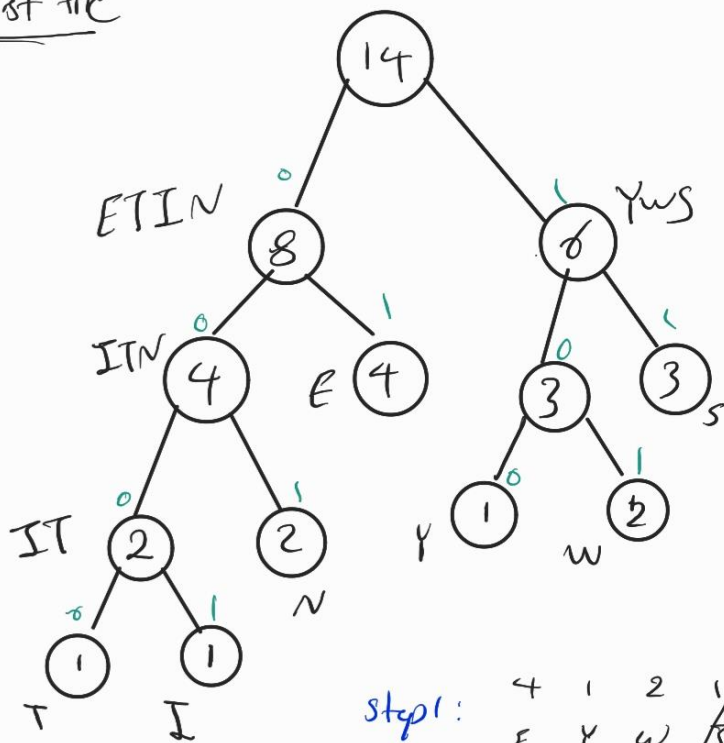 14
0 1
ETIN 8 6 YWS
0 1 0 1
ITN 4 E 4 3 3 S
0 1 0 1
IT 2 2 N Y 1 W 2
0 1
1 1
T I
step1: 4 1 2 1
E Y W